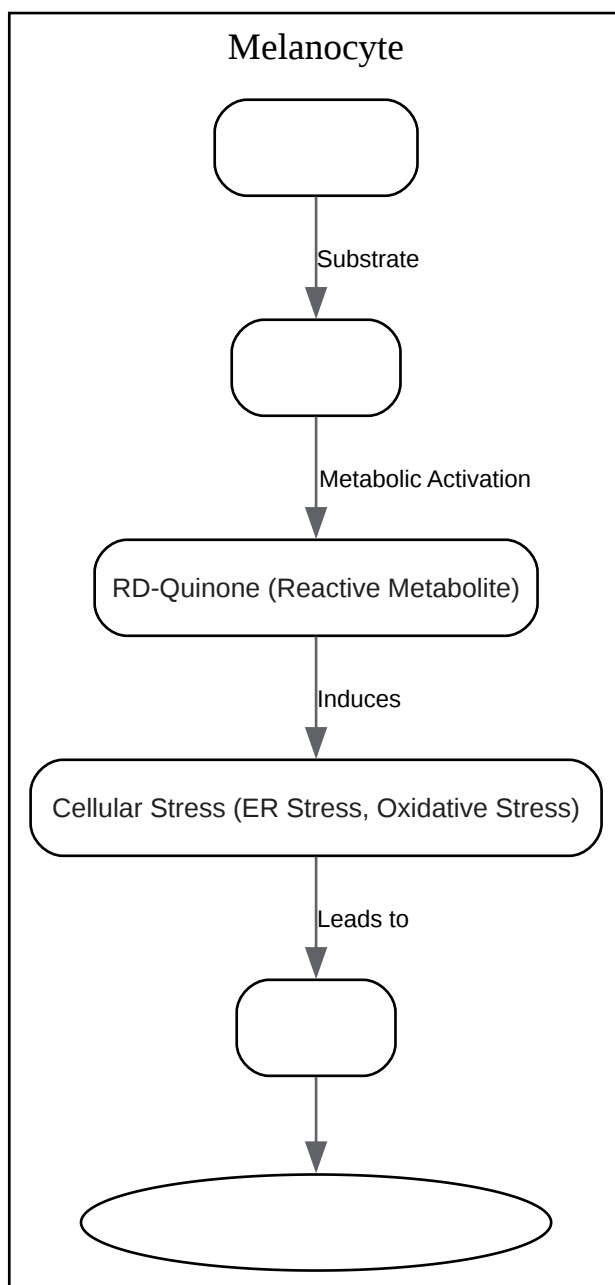 Melanocyte
Substrate
Metabolic Activation
RD-Quinone (Reactive Metabolite)
Induces
Cellular Stress (ER Stress, Oxidative Stress)
Leads to